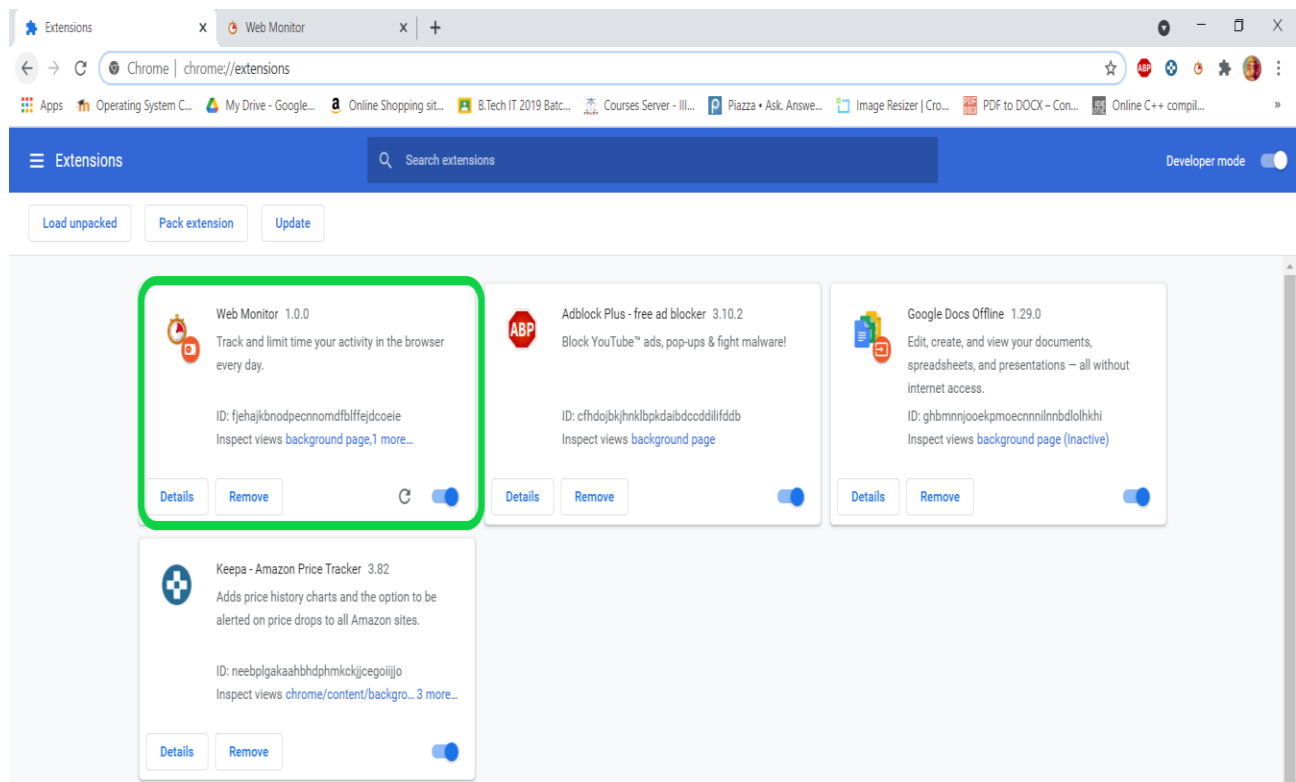 Extensions x Web Monitor x +
Chrome | chrome://extensions ABP
Apps Operating System C... My Drive - Google... Online Shopping sit... B.Tech IT 2019 Batc... Courses Server - III... Piazza • Ask. Answe... Image Resizer | Cro... PDF to DOCX – Con... Online C++ compil... »
Extensions Search extensions Developer mode
Load unpacked Pack extension Update
Web Monitor 1.0.0
Track and limit time your activity in the browser
every day.
ID: fjehajkbnodpecnnomdfblffejdcoeie
Inspect views background page,1 more...
Details Remove
ABP
Adblock Plus - free ad blocker 3.10.2
Block YouTube™ ads, pop-ups & fight malware!
ID: cfhdojbkjhnklbpkdaibdccddilifddb
Inspect views background page
Details Remove
Google Docs Offline 1.29.0
Edit, create, and view your documents,
spreadsheets, and presentations — all without
internet access.
ID: ghbmnnjooekpmoecnnnilnnbdlolhkhi
Inspect views background page (Inactive)
Details Remove
Keepa - Amazon Price Tracker 3.82
Adds price history charts and the option to be
alerted on price drops to all Amazon sites.
ID: neebplgakaahbhdphmkckjjcegoiijjo
Inspect views chrome/content/backgro... 3 more...
Details Remove